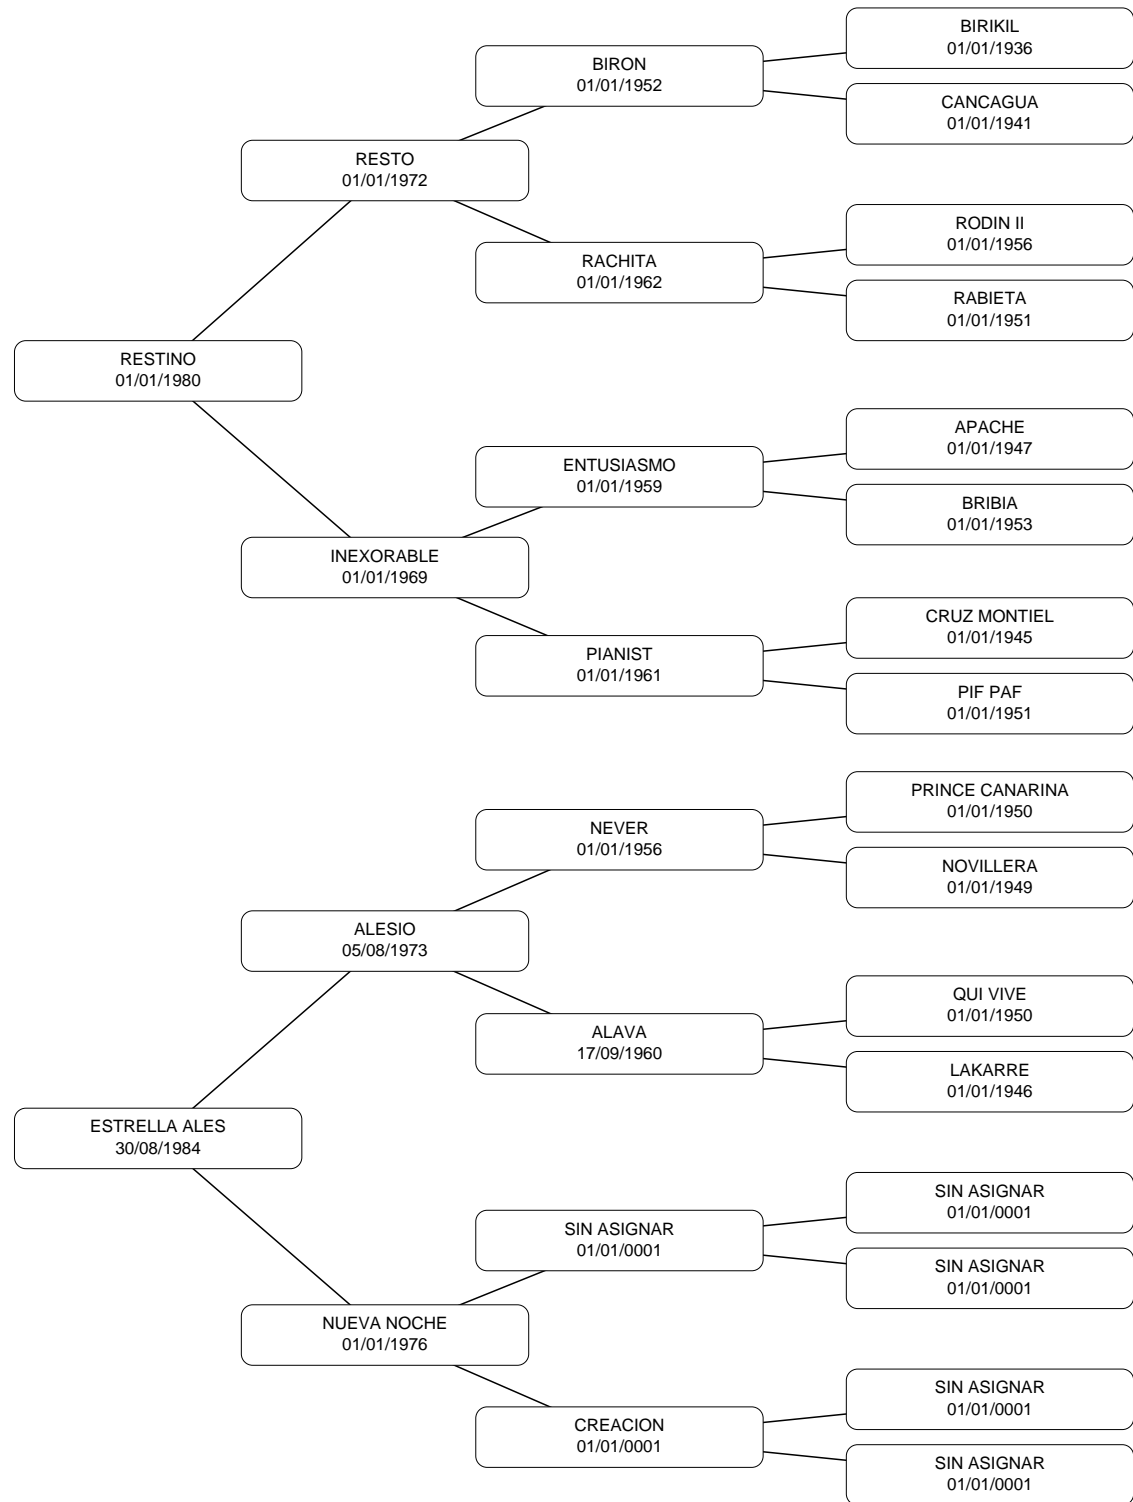 BIRIKIL
01/01/1936
BIRON
01/01/1952
CANCAGUA
01/01/1941
RESTO
01/01/1972
RODIN II
01/01/1956
RACHITA
01/01/1962
RABIETA
01/01/1951
RESTINO
01/01/1980
APACHE
01/01/1947
ENTUSIASMO
01/01/1959
BRIBIA
01/01/1953
INEXORABLE
01/01/1969
CRUZ MONTIEL
01/01/1945
PIANIST
01/01/1961
PIF PAF
01/01/1951
PRINCE CANARINA
01/01/1950
NEVER
01/01/1956
NOVILLERA
01/01/1949
ALESIO
05/08/1973
QUI VIVE
01/01/1950
ALAVA
17/09/1960
LAKARRE
01/01/1946
ESTRELLA ALES
30/08/1984
SIN ASIGNAR
01/01/0001
SIN ASIGNAR
01/01/0001
SIN ASIGNAR
01/01/0001
NUEVA NOCHE
01/01/1976
SIN ASIGNAR
01/01/0001
CREACION
01/01/0001
SIN ASIGNAR
01/01/0001